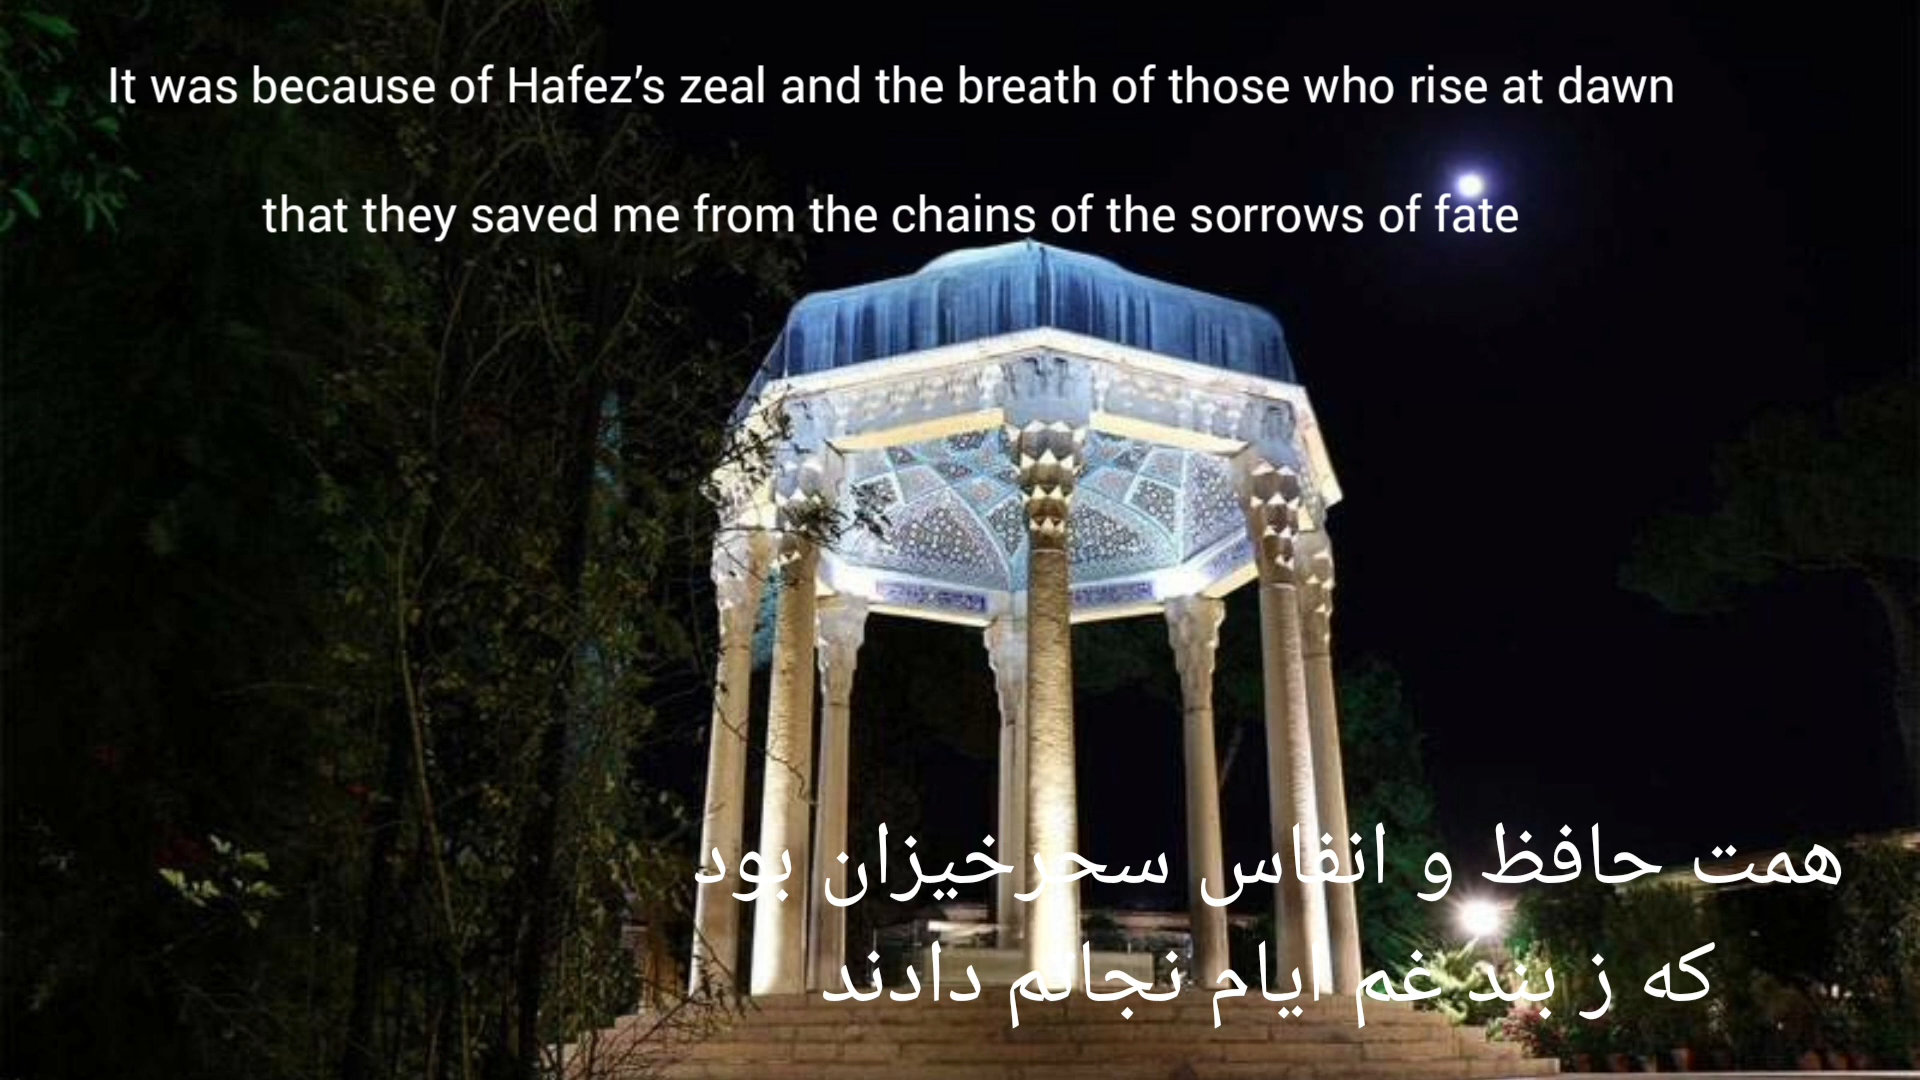 It was because of Hafez’s zeal and the breath of those who rise at dawn
that they saved me from the chains of the sorrows of fate
همت حافظ و انفاس سحرخیزان بود
که ز بند غم ایام نجاتم دادند